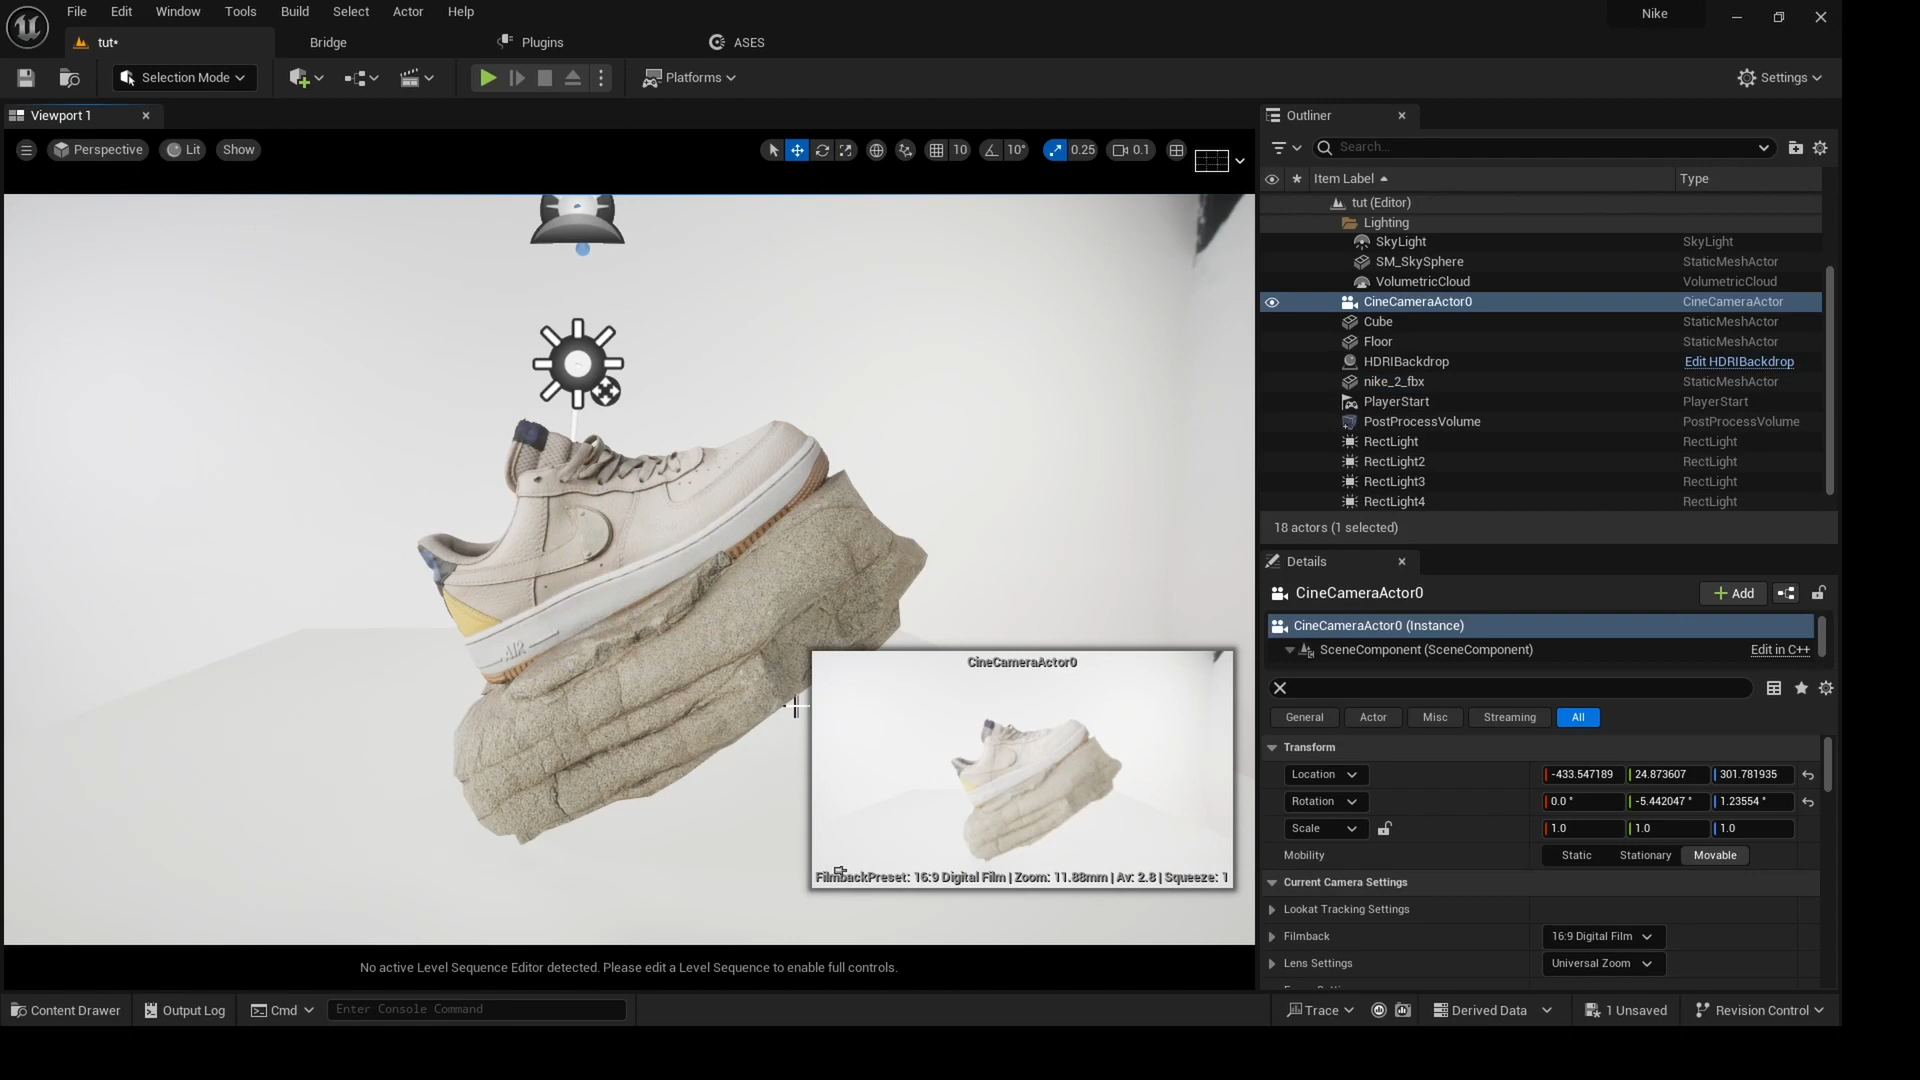 File Edit Window Tools Build Select Actor Help
Nike
tut*
Bridge
Plugins
ASES
Selection Mode
Platforms
Settings
Viewport 1
Perspective
Lit
Show
10
10°
0.25
0.1
Outliner
Search...
Item Label
Type
tut (Editor)
Lighting
SkyLight SkyLight
SM_SkySphere StaticMeshActor
VolumetricCloud VolumetricCloud
CineCameraActor0 CineCameraActor
Cube StaticMeshActor
Floor StaticMeshActor
HDRIBackdrop Edit HDRIBackdrop
nike_2_fbx StaticMeshActor
PlayerStart PlayerStart
PostProcessVolume PostProcessVolume
RectLight RectLight
RectLight2 RectLight
RectLight3 RectLight
RectLight4 RectLight
18 actors (1 selected)
Details
CineCameraActor0
Add
CineCameraActor0 (Instance)
SceneComponent (SceneComponent)
Edit in C++
General Actor Misc Streaming All
Transform
Location -433.547189 24.873607 301.781935
Rotation 0.0 ° -5.442047 ° 1.23554 °
Scale 1.0 1.0 1.0
Mobility Static Stationary Movable
Current Camera Settings
Lookat Tracking Settings
Filmback 16:9 Digital Film
Lens Settings Universal Zoom
AIR
CineCameraActor0
FilmbackPreset: 16:9 Digital Film | Zoom: 11.88mm | Av: 2.8 | Squeeze: 1
No active Level Sequence Editor detected. Please edit a Level Sequence to enable full controls.
Content Drawer
Output Log
Cmd
Enter Console Command
Trace
Derived Data
1 Unsaved
Revision Control